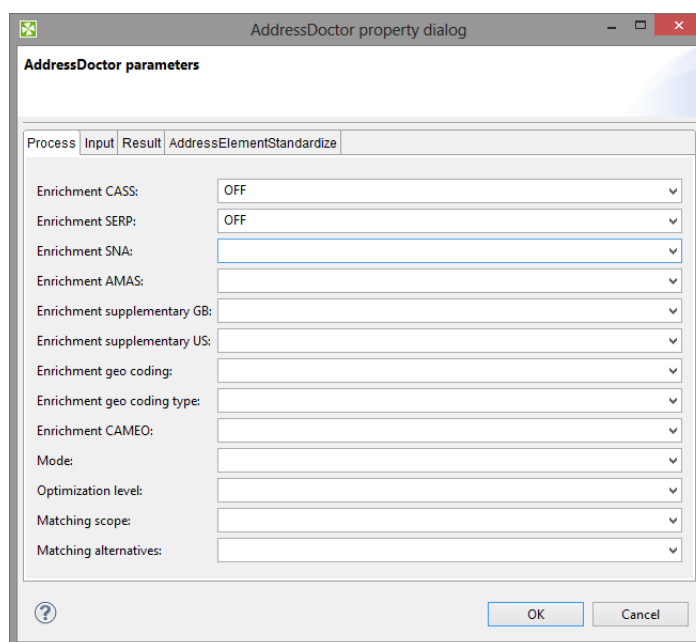 AddressDoctor property dialog
AddressDoctor parameters
Process Input Result AddressElementStandardize
Enrichment CASS: OFF
Enrichment SERP: OFF
Enrichment SNA:
Enrichment AMAS:
Enrichment supplementary GB:
Enrichment supplementary US:
Enrichment geo coding:
Enrichment geo coding type:
Enrichment CAMEO:
Mode:
Optimization level:
Matching scope:
Matching alternatives:
? OK Cancel